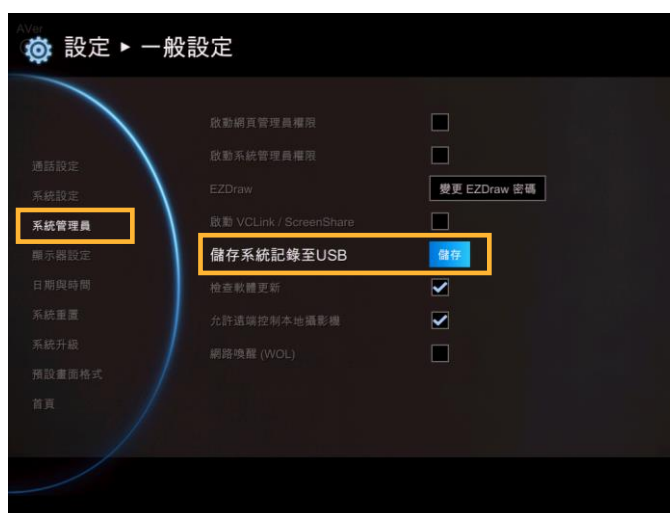 AVer
設定 ▸ 一般設定
通話設定
系統設定
系統管理員
顯示器設定
日期與時間
系統重置
系統升級
預設畫面格式
首頁
啟動網頁管理員權限
啟動系統管理員權限
EZDraw 變更 EZDraw 密碼
啟動 VCLink / ScreenShare
儲存系統記錄至USB 儲存
檢查軟體更新
允許遠端控制本地攝影機
網路喚醒 (WOL)